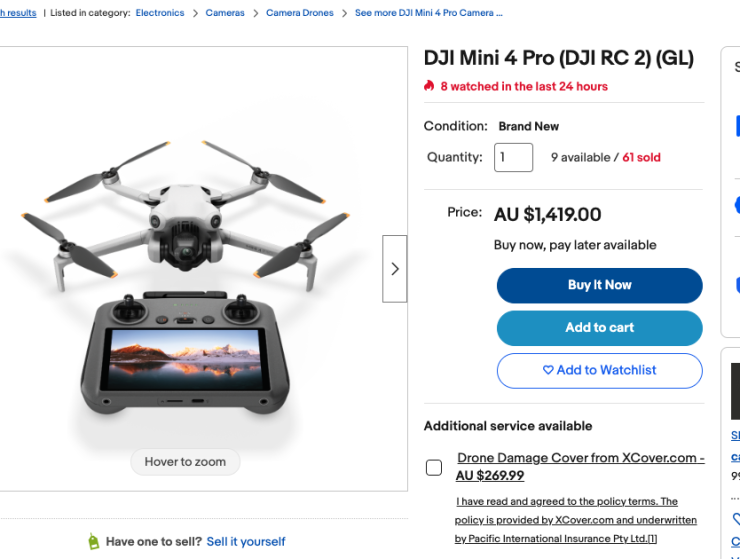 h results | Listed in category: Electronics > Cameras > Camera Drones > See more DJI Mini 4 Pro Camera ...
DJI Mini 4 Pro (DJI RC 2) (GL)
8 watched in the last 24 hours
Condition: Brand New
Quantity: 1 9 available / 61 sold
Price: AU $1,419.00
Buy now, pay later available
Buy It Now
Add to cart
Add to Watchlist
Additional service available
Drone Damage Cover from XCover.com -
AU $269.99
I have read and agreed to the policy terms. The
policy is provided by XCover.com and underwritten
by Pacific International Insurance Pty Ltd.[1]
Hover to zoom
Have one to sell? Sell it yourself